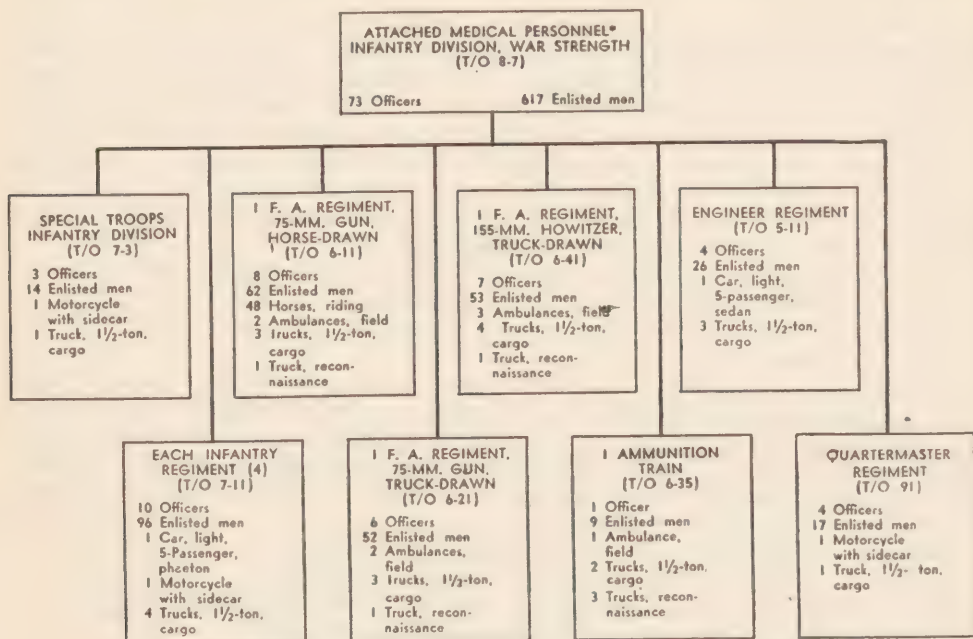 ATTACHED MEDICAL PERSONNEL*
INFANTRY DIVISION, WAR STRENGTH
(T/O 8-7)
73 Officers 617 Enlisted men
SPECIAL TROOPS
INFANTRY DIVISION
(T/O 7-3)
3 Officers
14 Enlisted men
1 Motorcycle
with sidecar
1 Truck, 1½-ton,
cargo
1 F. A. REGIMENT,
75-MM. GUN,
HORSE-DRAWN
(T/O 6-11)
8 Officers
62 Enlisted men
48 Horses, riding
2 Ambulances, field
3 Trucks, 1½-ton,
cargo
1 Truck, recon-
naissance
1 F. A. REGIMENT,
155-MM. HOWITZER,
TRUCK-DRAWN
(T/O 6-41)
7 Officers
53 Enlisted men
3 Ambulances, field
4 Trucks, 1½-ton,
cargo
1 Truck, recon-
naissance
ENGINEER REGIMENT
(T/O 5-11)
4 Officers
26 Enlisted men
1 Car, light,
5-passenger,
sedan
3 Trucks, 1½-ton,
cargo
EACH INFANTRY
REGIMENT (4)
(T/O 7-11)
10 Officers
96 Enlisted men
1 Car, light,
5-Passenger,
phaeton
1 Motorcycle
with sidecar
4 Trucks, 1½-ton,
cargo
1 F. A. REGIMENT,
75-MM. GUN,
TRUCK-DRAWN
(T/O 6-21)
6 Officers
52 Enlisted men
2 Ambulances,
field
3 Trucks, 1½-ton,
cargo
1 Truck, recon-
naissance
1 AMMUNITION
TRAIN
(T/O 6-35)
1 Officer
9 Enlisted men
1 Ambulance,
field
2 Trucks, 1½-ton,
cargo
3 Trucks, recon-
naissance
QUARTERMASTER
REGIMENT
(T/O 91)
4 Officers
17 Enlisted men
1 Motorcycle
with sidecar
1 Truck, 1½- ton,
cargo